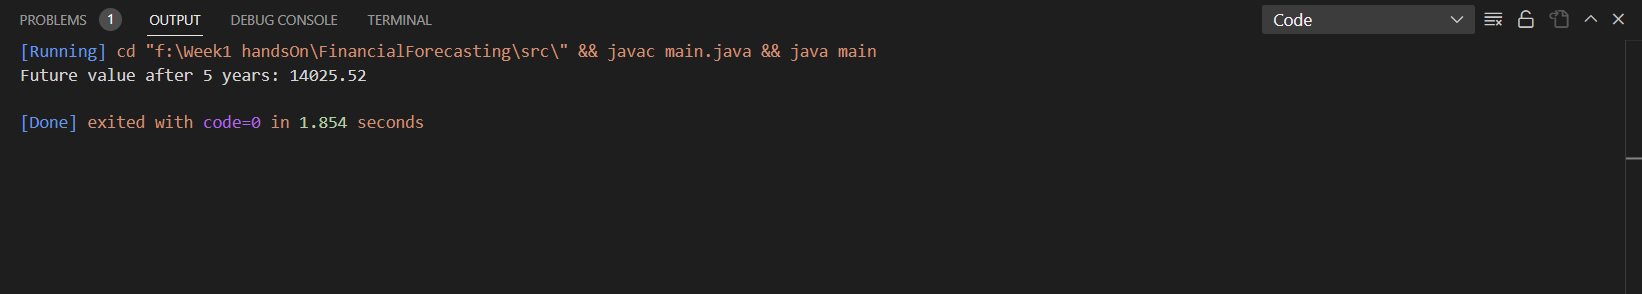 PROBLEMS 1 OUTPUT DEBUG CONSOLE TERMINAL Code
[Running] cd "f:\Week1 handsOn\FinancialForecasting\src\" && javac main.java && java main
Future value after 5 years: 14025.52
[Done] exited with code=0 in 1.854 seconds